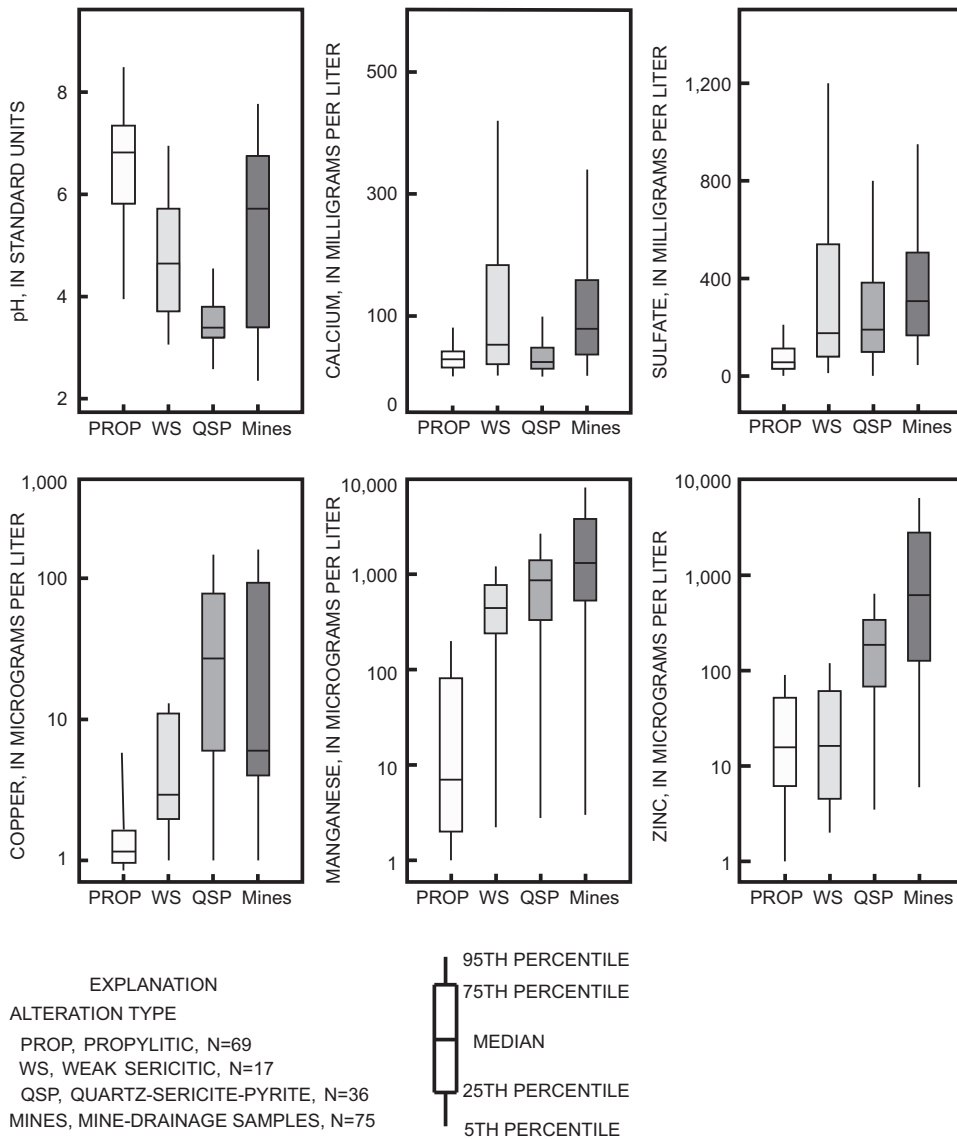 pH, IN STANDARD UNITS
8
6
4
2
PROP WS QSP Mines
CALCIUM, IN MILLIGRAMS PER LITER
500
300
100
0
PROP WS QSP Mines
SULFATE, IN MILLIGRAMS PER LITER
1,200
800
400
0
PROP WS QSP Mines
COPPER, IN MICROGRAMS PER LITER
1,000
100
10
1
PROP WS QSP Mines
MANGANESE, IN MICROGRAMS PER LITER
10,000
1,000
100
10
1
PROP WS QSP Mines
ZINC, IN MICROGRAMS PER LITER
10,000
1,000
100
10
1
PROP WS QSP Mines
EXPLANATION
ALTERATION TYPE
PROP, PROPYLITIC, N=69
WS, WEAK SERICITIC, N=17
QSP, QUARTZ-SERICITE-PYRITE, N=36
MINES, MINE-DRAINAGE SAMPLES, N=75
95TH PERCENTILE
75TH PERCENTILE
MEDIAN
25TH PERCENTILE
5TH PERCENTILE